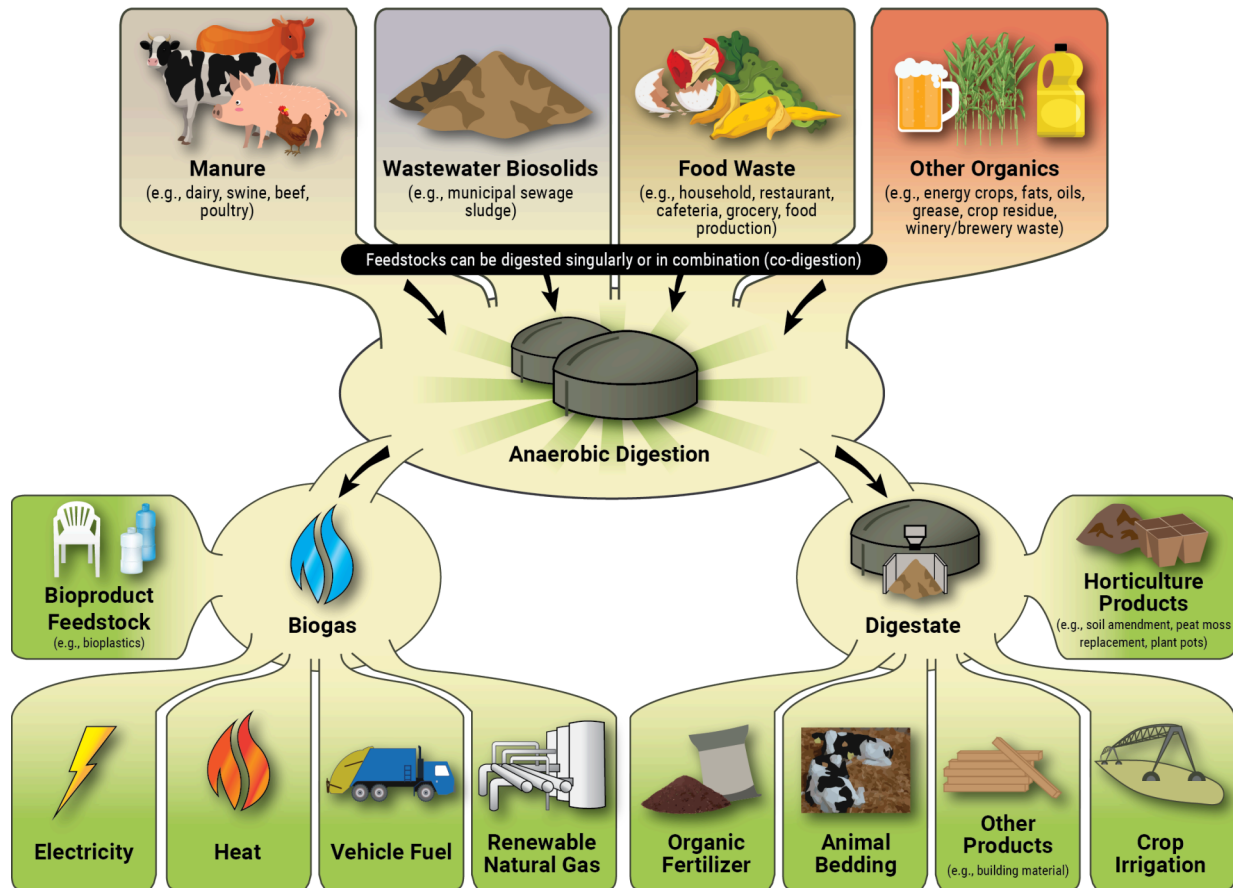 Manure
(e.g., dairy, swine, beef,
poultry)
Wastewater Biosolids
(e.g., municipal sewage
sludge)
Food Waste
(e.g., household, restaurant,
cafeteria, grocery, food
production)
Other Organics
(e.g., energy crops, fats, oils,
grease, crop residue,
winery/brewery waste)
Feedstocks can be digested singularly or in combination (co-digestion)
Anaerobic Digestion
Bioproduct
Feedstock
(e.g., bioplastics)
Biogas
Digestate
Horticulture
Products
(e.g., soil amendment, peat moss
replacement, plant pots)
Electricity
Heat
Vehicle Fuel
Renewable
Natural Gas
Organic
Fertilizer
Animal
Bedding
Other
Products
(e.g., building material)
Crop
Irrigation